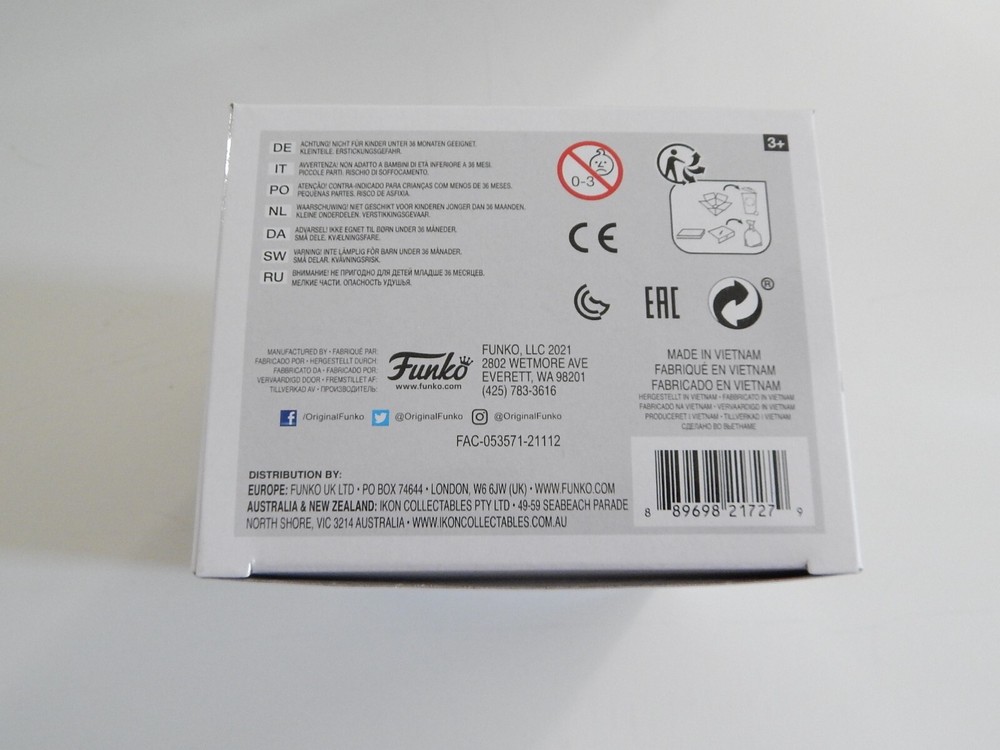 DE ACHTUNG! NICHT FÜR KINDER UNTER 36 MONATEN GEEIGNET.
KLEINTEILE. ERSTICKUNGSGEFAHR.
IT AVVERTENZA: NON ADATTO A BAMBINI DI ETÀ INFERIORE A 36 MESI.
PICCOLE PARTI. RISCHIO DI SOFFOCAMENTO.
PO ATENÇÃO! CONTRA-INDICADO PARA CRIANÇAS COM MENOS DE 36 MESES.
PEQUENAS PARTES. RISCO DE ASFIXIA.
NL WAARSCHUWING! NIET GESCHIKT VOOR KINDEREN JONGER DAN 36 MAANDEN.
KLEINE ONDERDELEN. VERSTIKKINGSGEVAAR.
DA ADVARSEL! IKKE EGNET TIL BØRN UNDER 36 MÅNEDER.
SMÅ DELE. KVÆLNINGSFARE.
SW VARNING! INTE LÄMPLIG FÖR BARN UNDER 36 MÅNADER.
SMÅ DELAR. KVÄVNINGSRISK.
RU ВНИМАНИЕ! НЕ ПРИГОДНО ДЛЯ ДЕТЕЙ МЛАДШЕ 36 МЕСЯЦЕВ.
МЕЛКИЕ ЧАСТИ. ОПАСНОСТЬ УДУШЬЯ.
0-3
3+
CE
EAC
®
MANUFACTURED BY • FABRIQUÉ PAR
FABRICADO POR • HERGESTELLT DURCH
FABBRICATO DA • FABRICADO POR
VERVAARDIGD DOOR • FREMSTILLET AF:
TILLVERKAD AV • ПРОИЗВОДИТЕЛЬ:
Funko
www.funko.com
FUNKO, LLC 2021
2802 WETMORE AVE
EVERETT, WA 98201
(425) 783-3616
/OriginalFunko @OriginalFunko @OriginalFunko
FAC-053571-21112
MADE IN VIETNAM
FABRIQUÉ EN VIETNAM
FABRICADO EN VIETNAM
HERGESTELLT IN VIETNAM • FABBRICATO IN VIETNAM
FABRICADO NA VIETNAM • VERVAARDIGD IN VIETNAM
PRODUCERET I VIETNAM • TILLVERKAD I VIETNAM
СДЕЛАНО ВО ВЬЕТНАМЕ
DISTRIBUTION BY:
EUROPE: FUNKO UK LTD • PO BOX 74644 • LONDON, W6 6JW (UK) • WWW.FUNKO.COM
AUSTRALIA & NEW ZEALAND: IKON COLLECTABLES PTY LTD • 49-59 SEABEACH PARADE
NORTH SHORE, VIC 3214 AUSTRALIA • WWW.IKONCOLLECTABLES.COM.AU
8 89698 21727 9